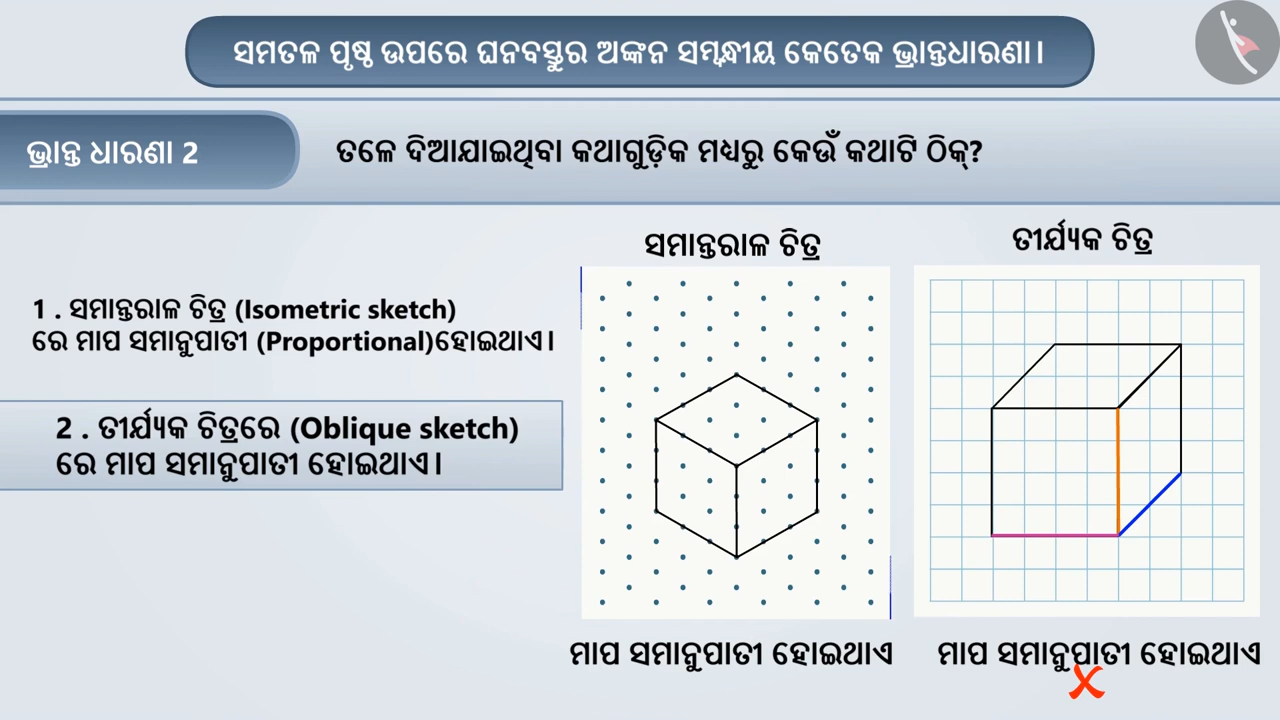 ସମତଳ ପୃଷ୍ଠ ଉପରେ ଘନବସ୍ତୁର ଅଙ୍କନ ସମ୍ବନ୍ଧୀୟ କେତେକ ଭ୍ରାନ୍ତଧାରଣା।
ଭ୍ରାନ୍ତ ଧାରଣା 2
ତଳେ ଦିଆଯାଇଥିବା କଥାଗୁଡ଼ିକ ମଧ୍ୟରୁ କେଉଁ କଥାଟି ଠିକ୍?
ସମାନ୍ତରାଳ ଚିତ୍ର
ତୀର୍ଯ୍ୟକ ଚିତ୍ର
1 . ସମାନ୍ତରାଳ ଚିତ୍ର (Isometric sketch)
ରେ ମାପ ସମାନୁପାତୀ (Proportional)ହୋଇଥାଏ।
2 . ତୀର୍ଯ୍ୟକ ଚିତ୍ରରେ (Oblique sketch)
ରେ ମାପ ସମାନୁପାତୀ ହୋଇଥାଏ।
ମାପ ସମାନୁପାତୀ ହୋଇଥାଏ
ମାପ ସମାନୁପାତୀ ହୋଇଥାଏ